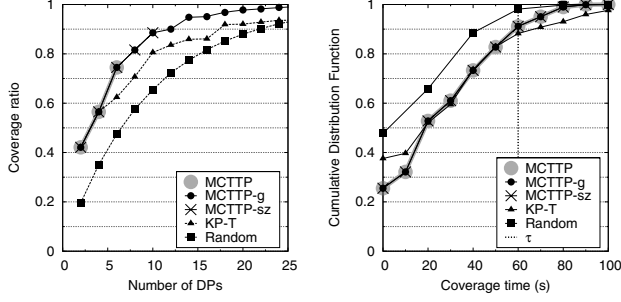 1
0.8
0.6
0.4
0.2
0
Coverage ratio
0 5 10 15 20 25
Number of DPs
MCTTP
MCTTP-g
MCTTP-sz
KP-T
Random
1
0.8
0.6
0.4
0.2
0
Cumulative Distribution Function
0 20 40 60 80 100
Coverage time (s)
MCTTP
MCTTP-g
MCTTP-sz
KP-T
Random
τ